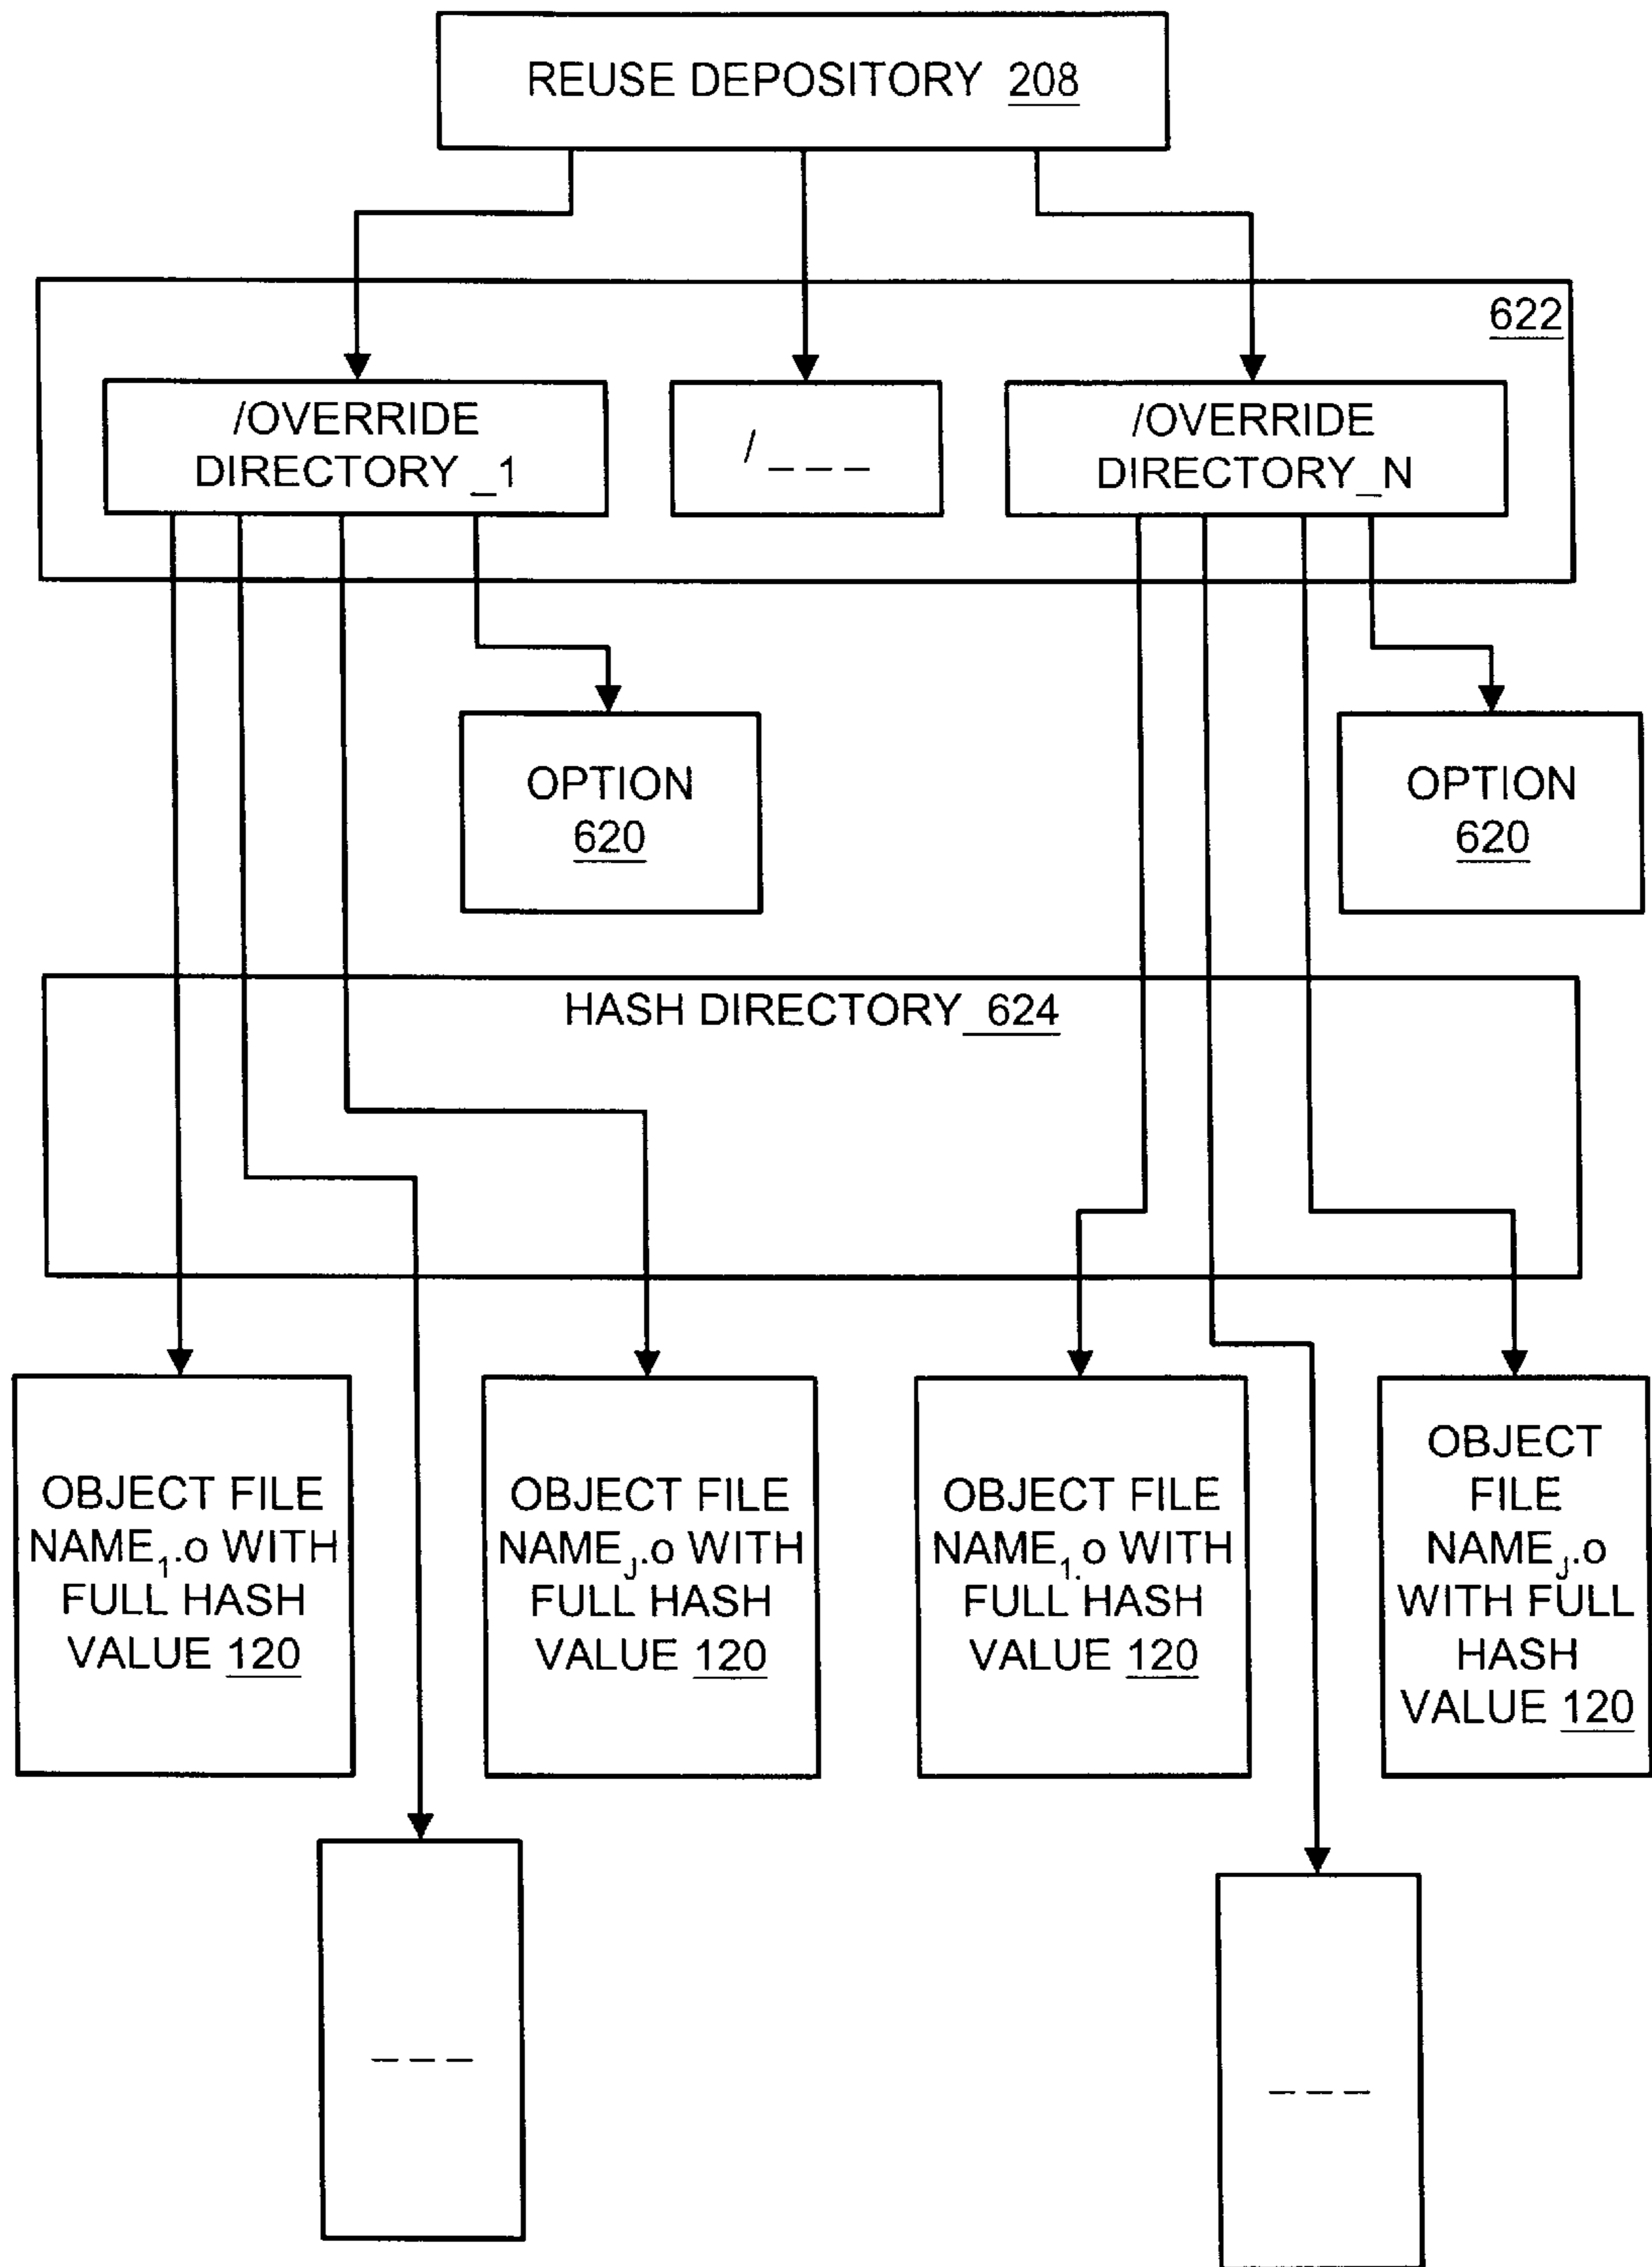 REUSE DEPOSITORY 208
622
/OVERRIDE
DIRECTORY _1
/ _ _ _
/OVERRIDE
DIRECTORY_N
OPTION
620
OPTION
620
HASH DIRECTORY 624
OBJECT FILE
NAME₁.o WITH
FULL HASH
VALUE 120
OBJECT FILE
NAMEⱼ.o WITH
FULL HASH
VALUE 120
OBJECT FILE
NAME₁.o WITH
FULL HASH
VALUE 120
OBJECT
FILE
NAMEⱼ.o
WITH FULL
HASH
VALUE 120
_ _ _
_ _ _